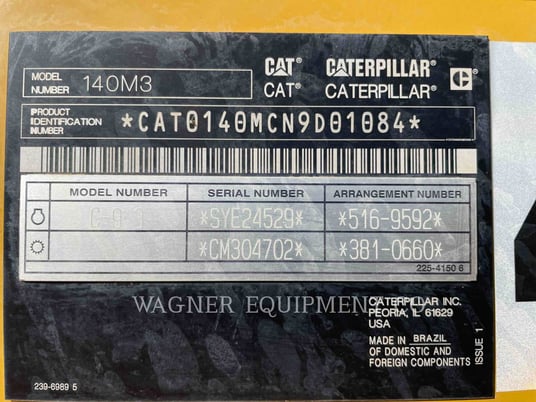 MODEL NUMBER 140M3
CAT® CATERPILLAR®
CAT® CATERPILLAR® C
PRODUCT IDENTIFICATION NUMBER *CAT0140MCN9D01084*
MODEL NUMBER SERIAL NUMBER ARRANGEMENT NUMBER
*SYE24529* *516-9592*
*CM304702* *381-0660*
225-4150 6
WAGNER EQUIPMENT
CATERPILLAR INC.
PEORIA, IL 61629
USA
MADE IN BRAZIL
OF DOMESTIC AND
FOREIGN COMPONENTS
ISSUE 1
239-6989 5